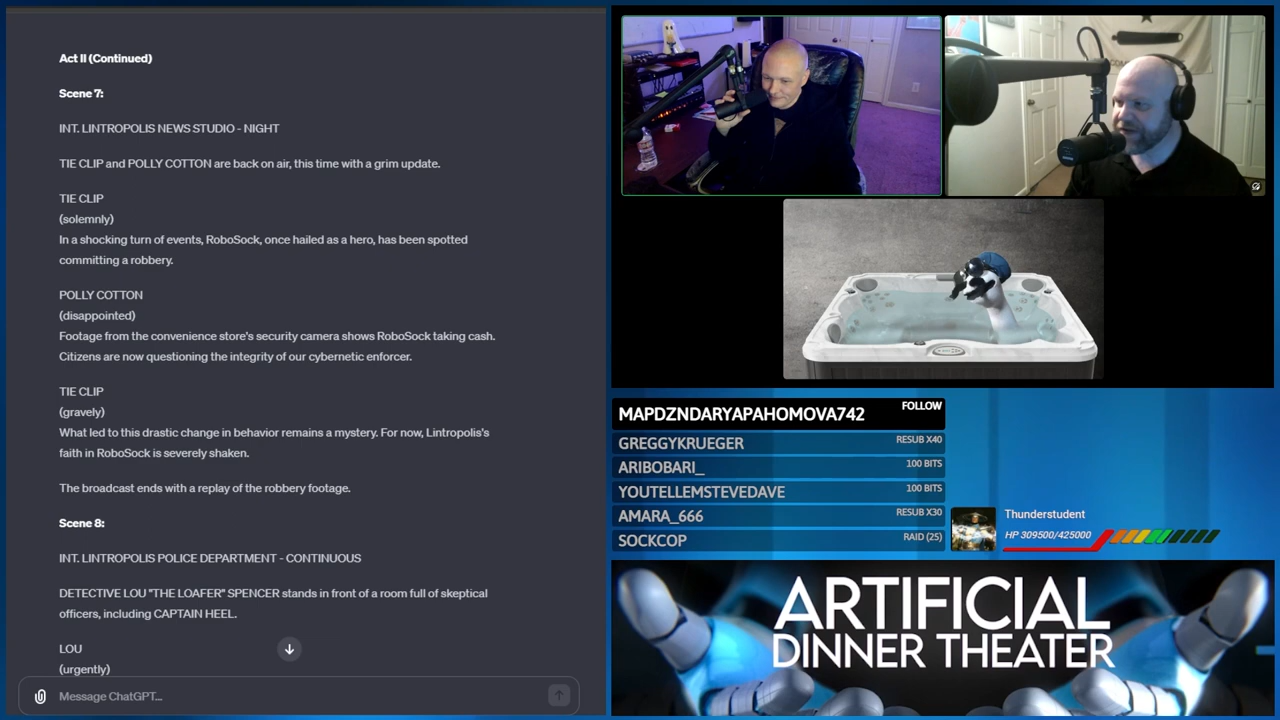 Act II (Continued)
Scene 7:
INT. LINTROPOLIS NEWS STUDIO - NIGHT
TIE CLIP and POLLY COTTON are back on air, this time with a grim update.
TIE CLIP
(solemnly)
In a shocking turn of events, RoboSock, once hailed as a hero, has been spotted
committing a robbery.
POLLY COTTON
(disappointed)
Footage from the convenience store's security camera shows RoboSock taking cash.
Citizens are now questioning the integrity of our cybernetic enforcer.
TIE CLIP
(gravely)
What led to this drastic change in behavior remains a mystery. For now, Lintropolis's
faith in RoboSock is severely shaken.
The broadcast ends with a replay of the robbery footage.
Scene 8:
INT. LINTROPOLIS POLICE DEPARTMENT - CONTINUOUS
DETECTIVE LOU "THE LOAFER" SPENCER stands in front of a room full of skeptical
officers, including CAPTAIN HEEL.
LOU
(urgently)
Message ChatGPT...
MAPDZNDARYAPAHOMOVA742 FOLLOW
GREGGYKRUEGER RESUB X40
ARIBOBARI_ 100 BITS
YOUTELLEMSTEVEDAVE 100 BITS
AMARA_666 RESUB X30
SOCKCOP RAID (25)
Thunderstudent
HP 309500/425000
ARTIFICIAL
DINNER THEATER